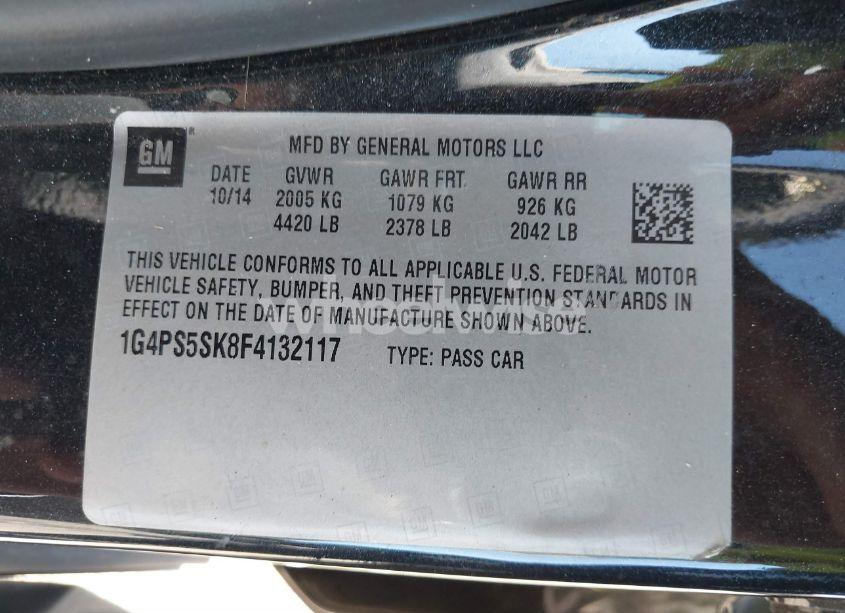 GM ®
MFD BY GENERAL MOTORS LLC
DATE GVWR GAWR FRT. GAWR RR
10/14 2005 KG 1079 KG 926 KG
4420 LB 2378 LB 2042 LB
THIS VEHICLE CONFORMS TO ALL APPLICABLE U.S. FEDERAL MOTOR
VEHICLE SAFETY, BUMPER, AND THEFT PREVENTION STANDARDS IN
EFFECT ON THE DATE OF MANUFACTURE SHOWN ABOVE.
1G4PS5SK8F4132117 TYPE: PASS CAR